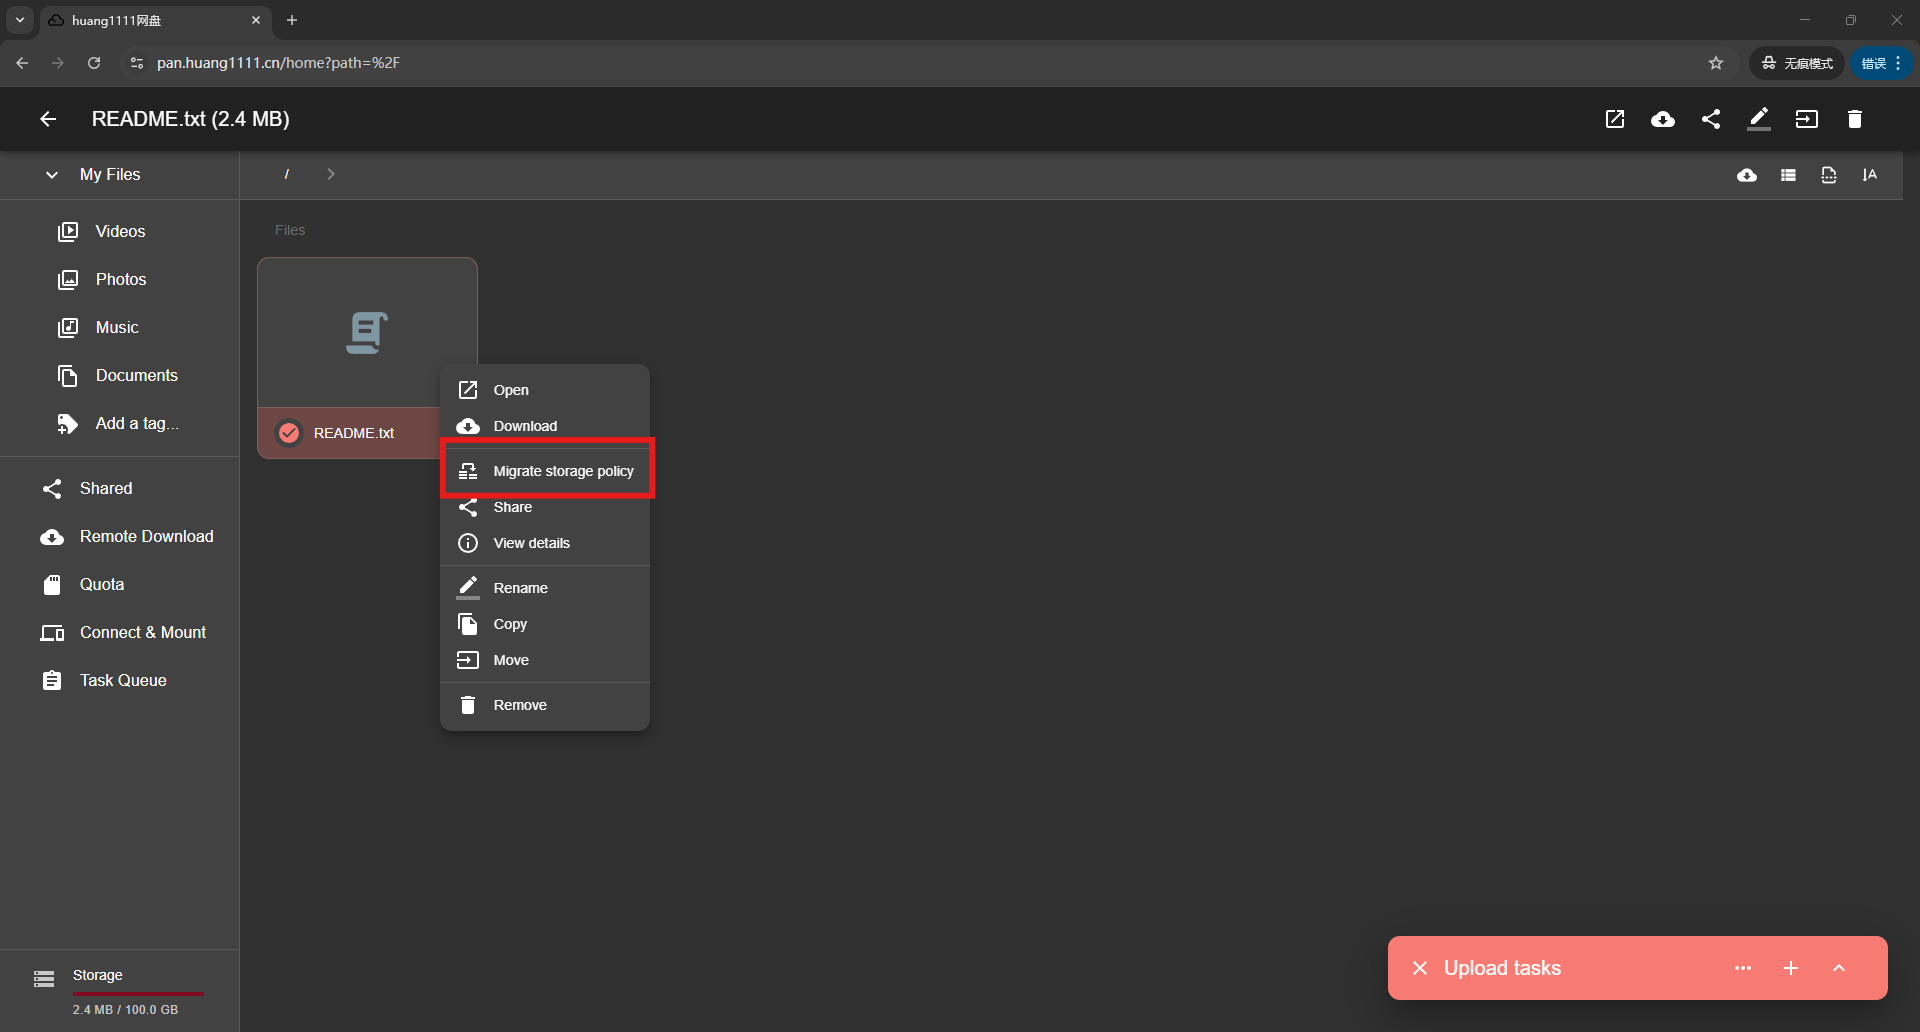 huang1111网盘
pan.huang1111.cn/home?path=%2F
无痕模式
错误
README.txt (2.4 MB)
My Files
/
Files
Videos
Photos
Music
Documents
Add a tag...
README.txt
Open
Download
Migrate storage policy
Share
View details
Rename
Copy
Move
Remove
Shared
Remote Download
Quota
Connect & Mount
Task Queue
Storage
2.4 MB / 100.0 GB
Upload tasks